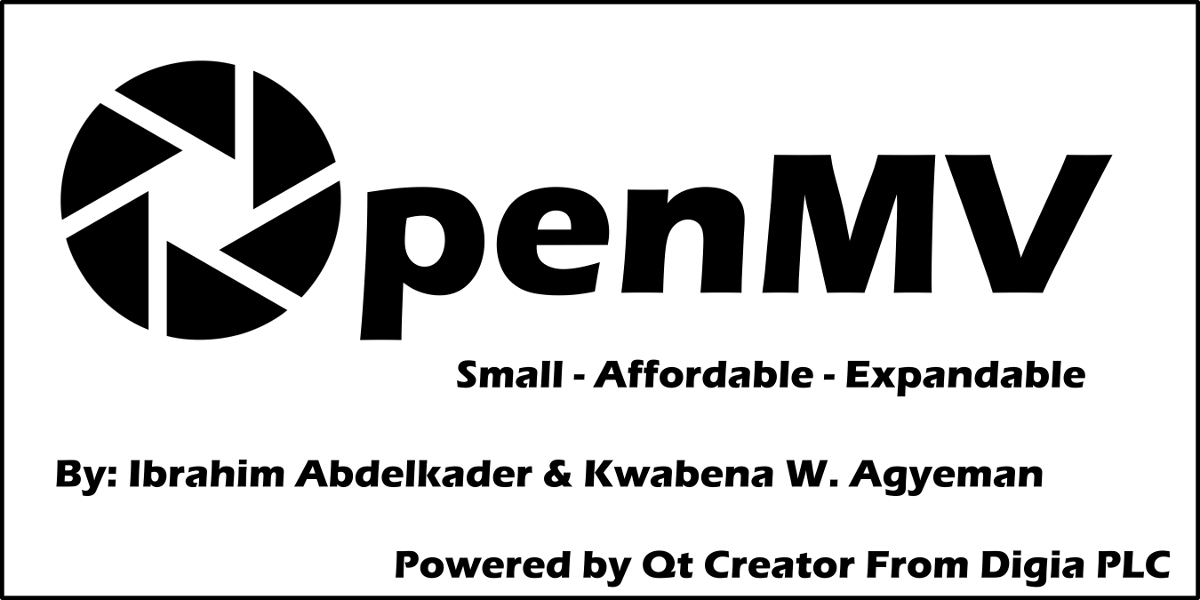 OpenMV
Small - Affordable - Expandable
By: Ibrahim Abdelkader & Kwabena W. Agyeman
Powered by Qt Creator From Digia PLC